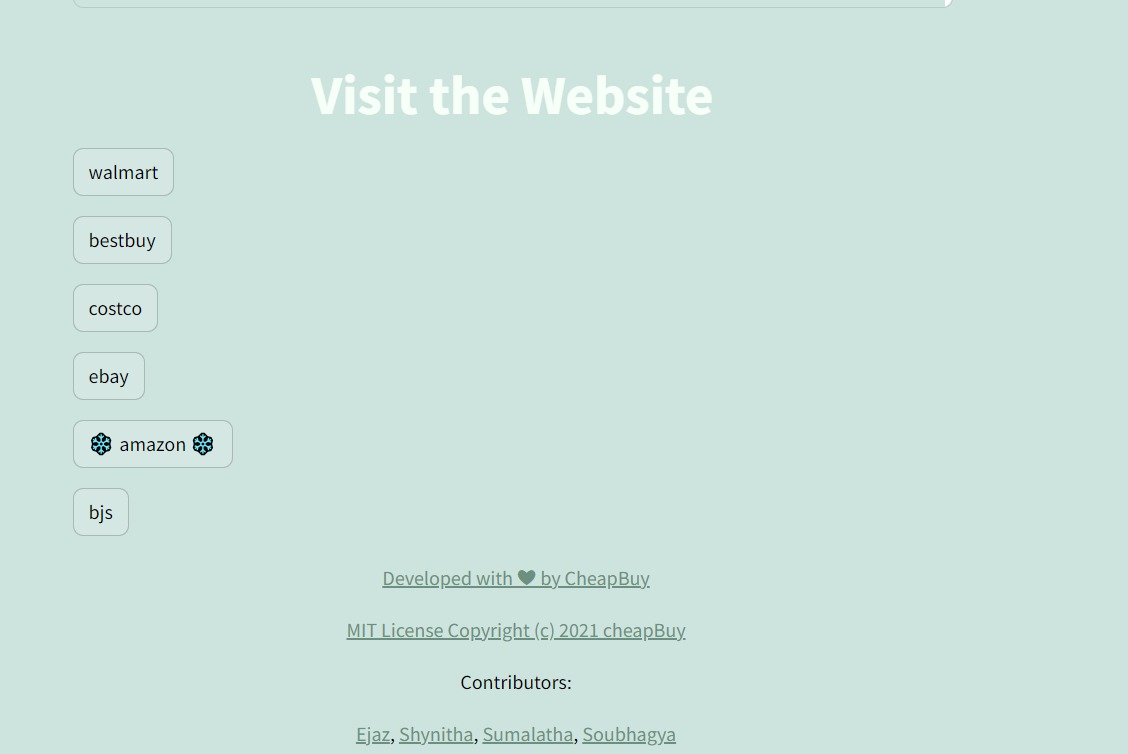 Visit the Website
walmart
bestbuy
costco
ebay
❄ amazon ❄
bjs
Developed with ♥ by CheapBuy
MIT License Copyright (c) 2021 cheapBuy
Contributors:
Ejaz, Shynitha, Sumalatha, Soubhagya